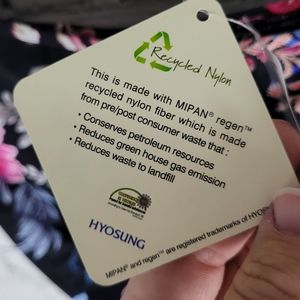 Recycled Nylon
This is made with MIPAN® regen™
recycled nylon fiber which is made
from pre/post consumer waste that :
• Conserves petroleum resources
• Reduces green house gas emission
• Reduces waste to landfill
HYOSUNG
MIPAN® and regen™ are registered trademarks of HYOSUNG